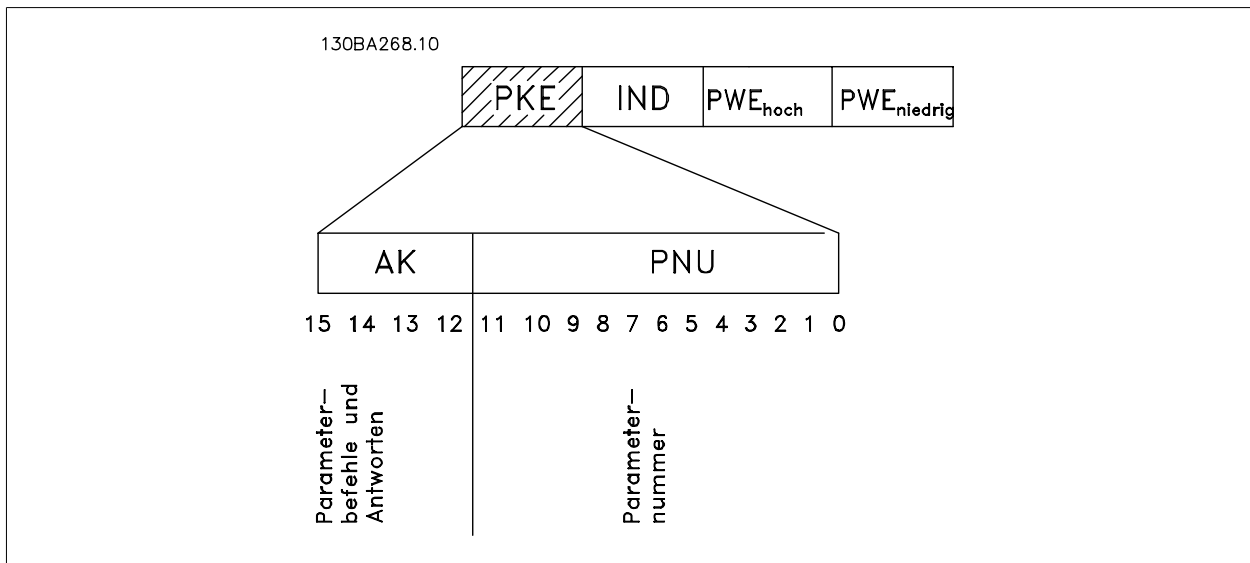 130BA268.10
PKE IND PWEhoch PWEniedrig
AK PNU
15 14 13 12 11 10 9 8 7 6 5 4 3 2 1 0
Parameter-
befehle und
Antworten
Parameter-
nummer